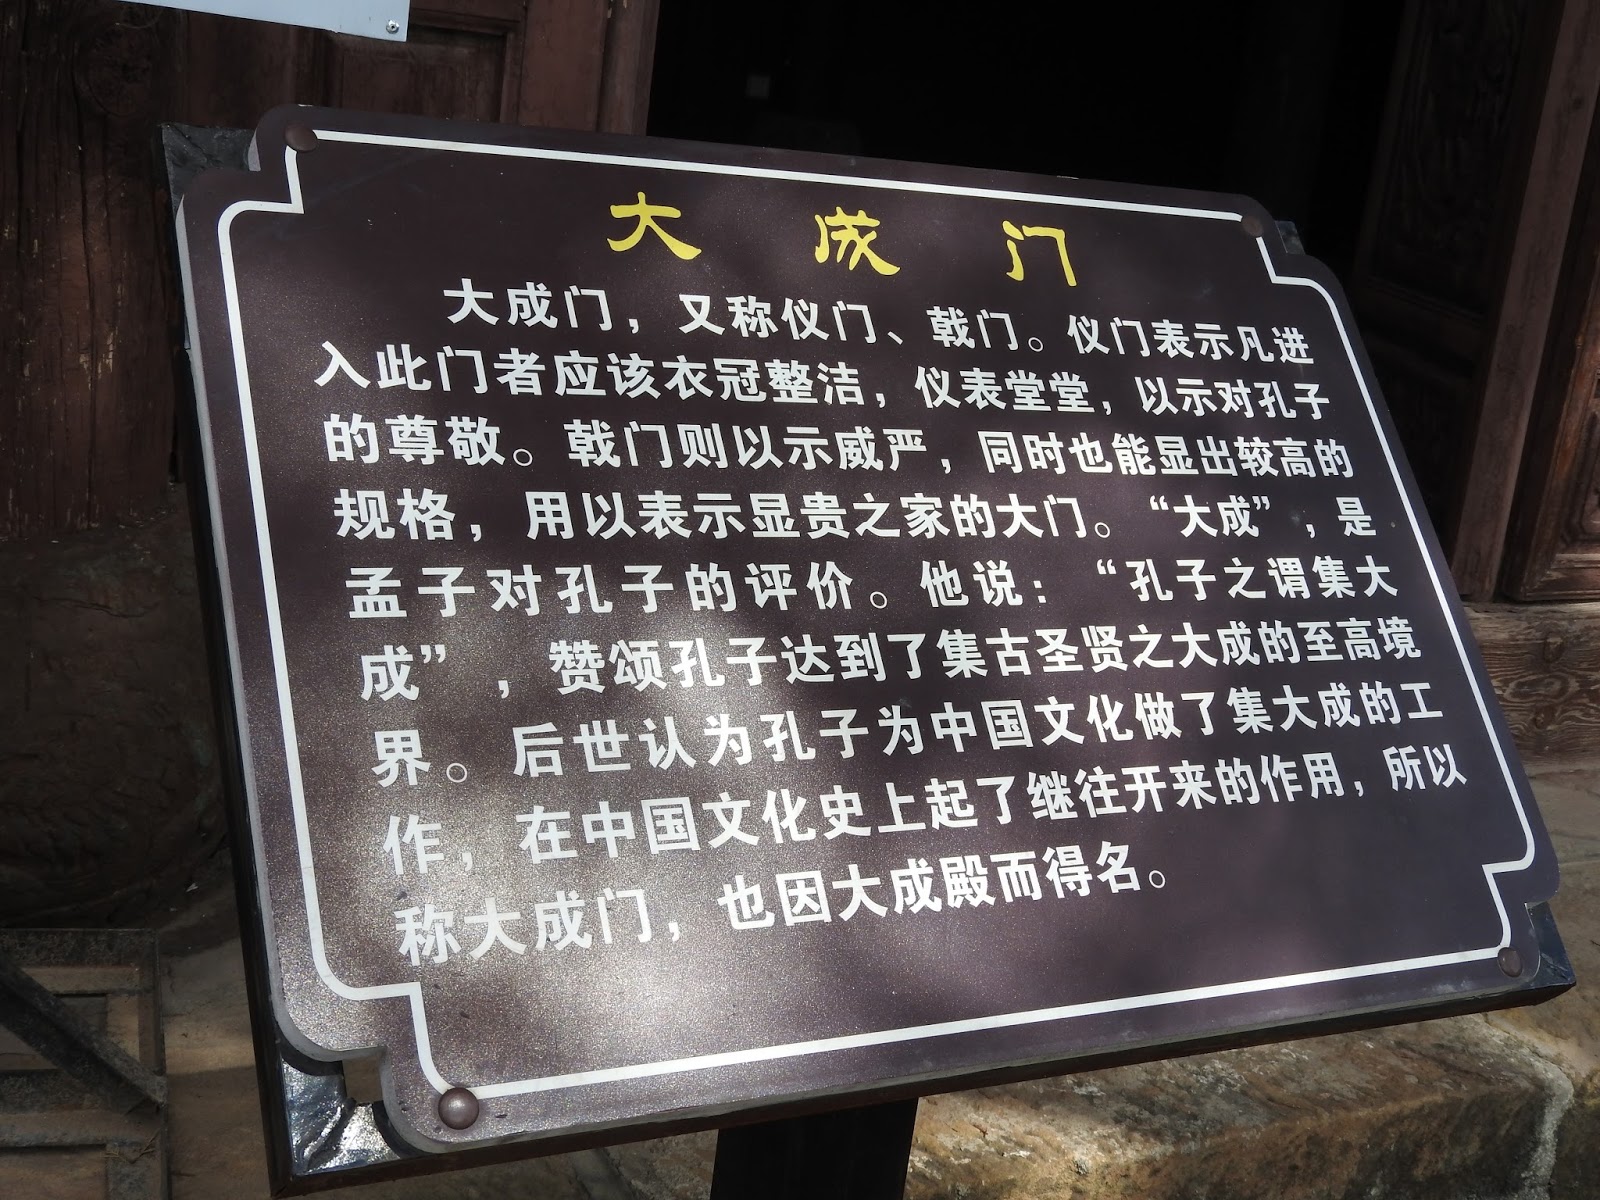 大成门
大成门，又称仪门、戟门。仪门表示凡进
入此门者应该衣冠整洁，仪表堂堂，以示对孔子
的尊敬。戟门则以示威严，同时也能显出较高的
规格，用以表示显贵之家的大门。“大成”，是
孟子对孔子的评价。他说：“孔子之谓集大
成”，赞颂孔子达到了集古圣贤之大成的至高境
界。后世认为孔子为中国文化做了集大成的工
作，在中国文化史上起了继往开来的作用，所以
称大成门，也因大成殿而得名。